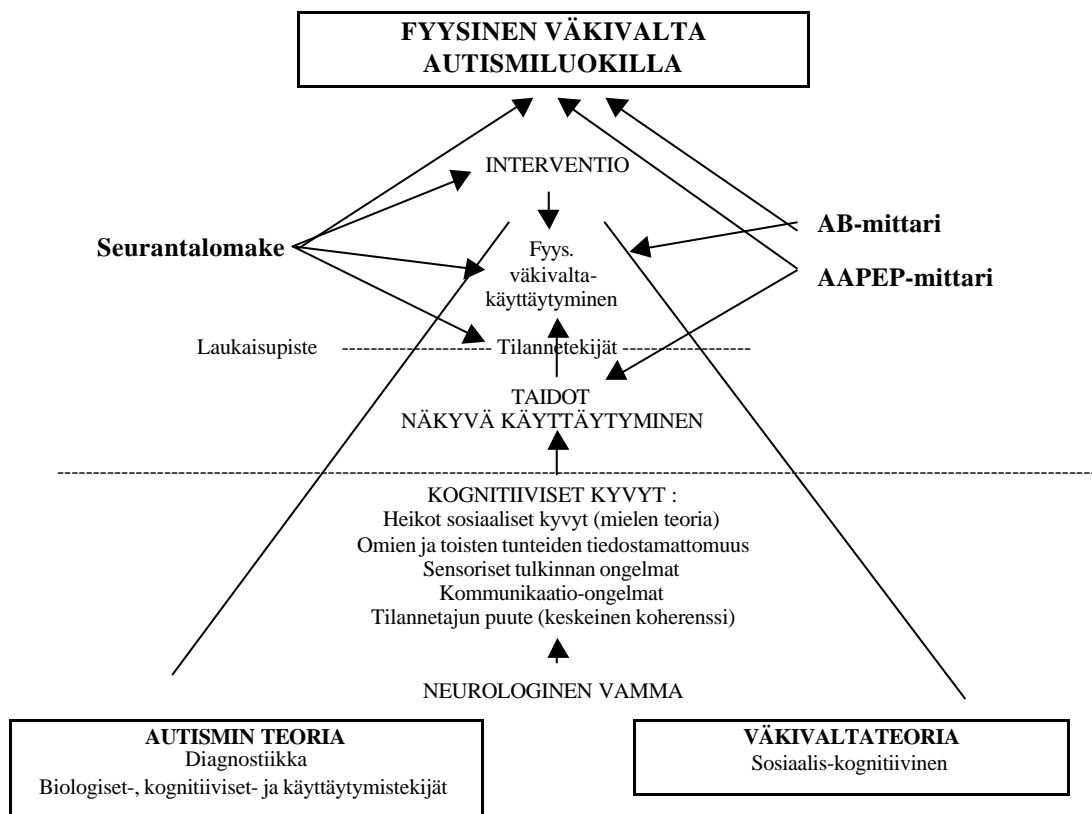 FYYSINEN VÄKIVALTA
AUTISMILUOKILLA
INTERVENTIO
Seurantalomake
AB-mittari
Fyys.
väkivalta-
käyttäytyminen
AAPEP-mittari
Laukaisupiste
Tilannetekijät
TAIDOT
NÄKYVÄ KÄYTTÄYTYMINEN
KOGNITIIVISET KYVYT :
Heikot sosiaaliset kyvyt (mielen teoria)
Omien ja toisten tunteiden tiedostamattomuus
Sensoriset tulkinnan ongelmat
Kommunikaatio-ongelmat
Tilannetajun puute (keskeinen koherenssi)
NEUROLOGINEN VAMMA
AUTISMIN TEORIA
Diagnostiikka
Biologiset-, kognitiiviset- ja käyttäytymistekijät
VÄKIVALTATEORIA
Sosiaalis-kognitiivinen